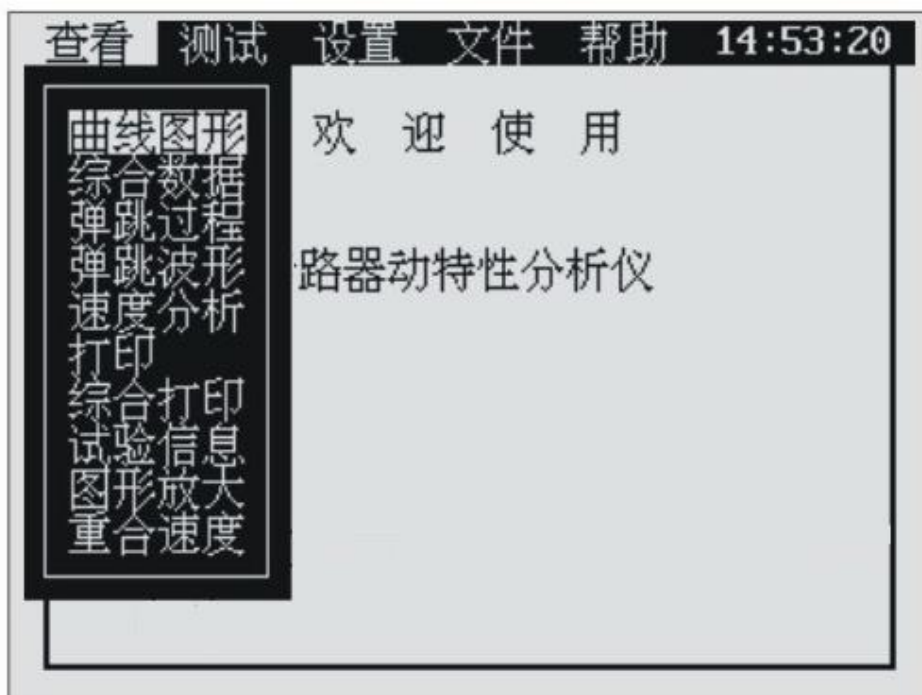 查看 测试 设置 文件 帮助 14:53:20
曲线图形
综合数据
弹跳过程
弹跳波形
速度分析
打印
综合打印
试验信息
图形放大
重合速度
欢 迎 使 用
路器动特性分析仪